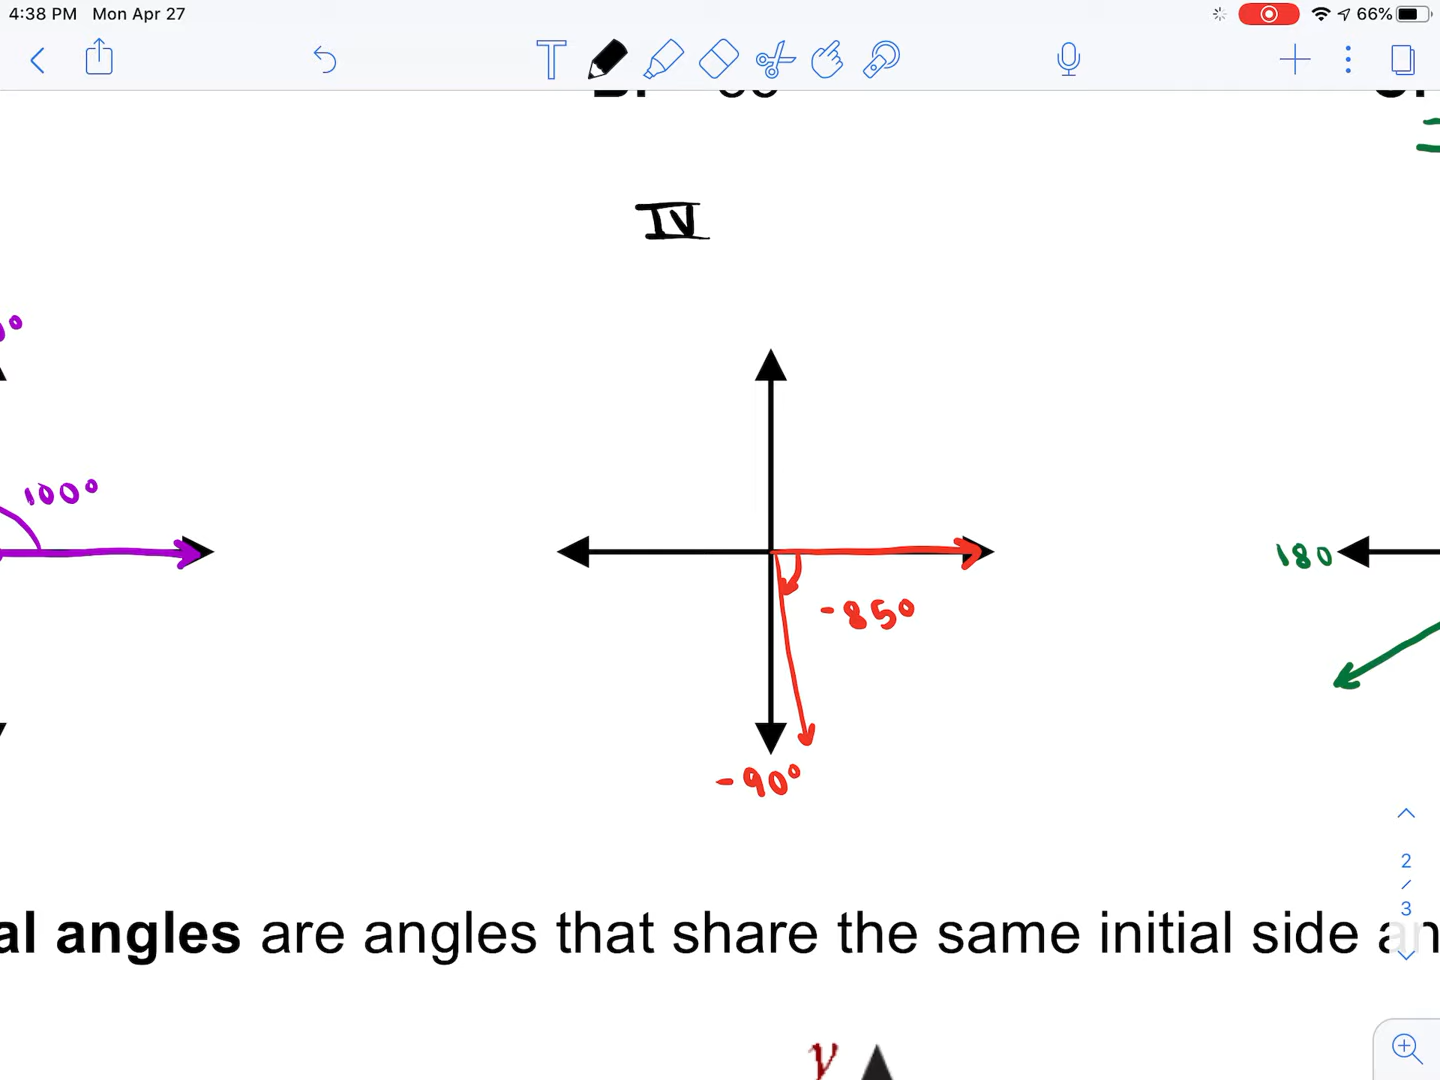 4:38 PM Mon Apr 27
66%
T
IV
100°
180
-85°
-90°
2
/
3
al angles are angles that share the same initial side an
y